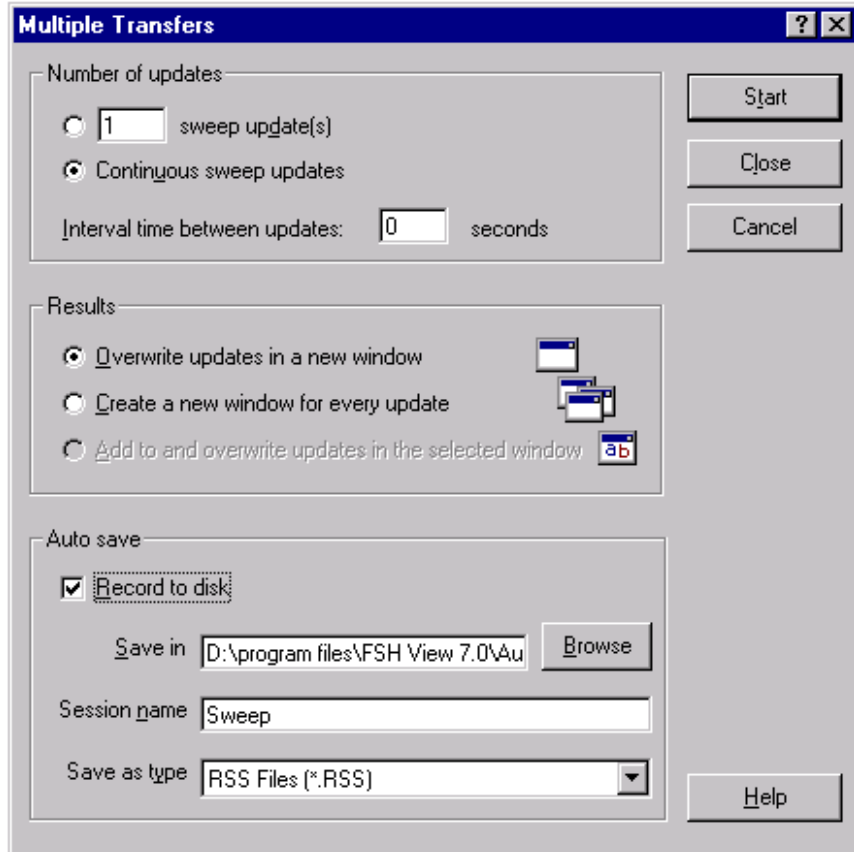 Multiple Transfers
Number of updates
Start
1 sweep update(s)
Continuous sweep updates
Close
Interval time between updates: 0 seconds
Cancel
Results
Overwrite updates in a new window
Create a new window for every update
Add to and overwrite updates in the selected window ab
Auto save
Record to disk
Save in D:\program files\FSH View 7.0\Au Browse
Session name Sweep
Save as type RSS Files (*.RSS)
Help